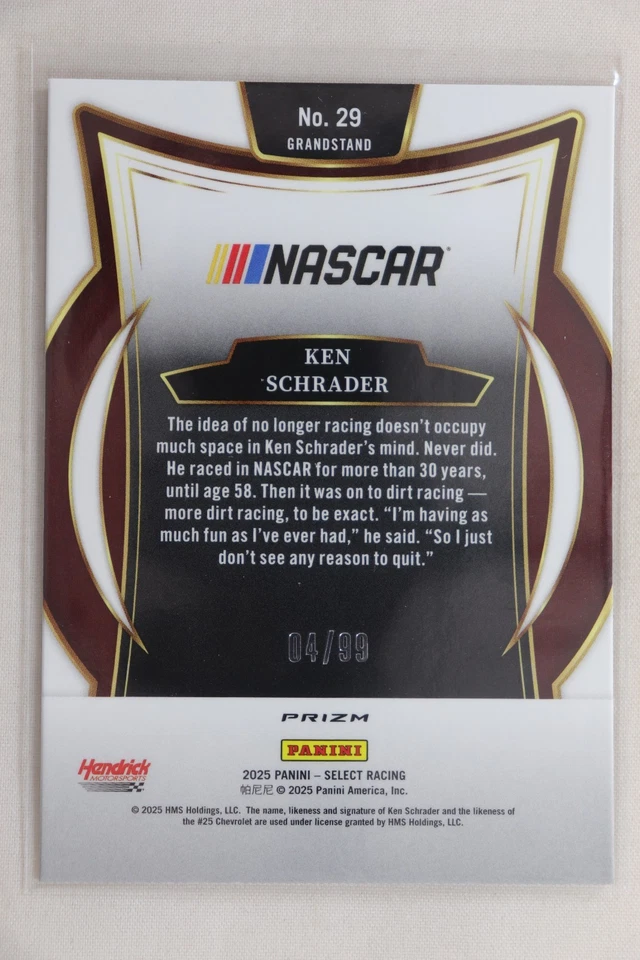 No. 29
GRANDSTAND
NASCAR
KEN
SCHRADER
The idea of no longer racing doesn't occupy
much space in Ken Schrader's mind. Never did.
He raced in NASCAR for more than 30 years,
until age 58. Then it was on to dirt racing —
more dirt racing, to be exact. “I'm having as
much fun as I've ever had,” he said. “So I just
don't see any reason to quit.”
04/99
PRIZM
PANINI
Hendrick
MOTORSPORTS
2025 PANINI – SELECT RACING
帕尼尼 © 2025 Panini America, Inc.
© 2025 HMS Holdings, LLC. The name, likeness and signature of Ken Schrader and the likeness of
the #25 Chevrolet are used under license granted by HMS Holdings, LLC.